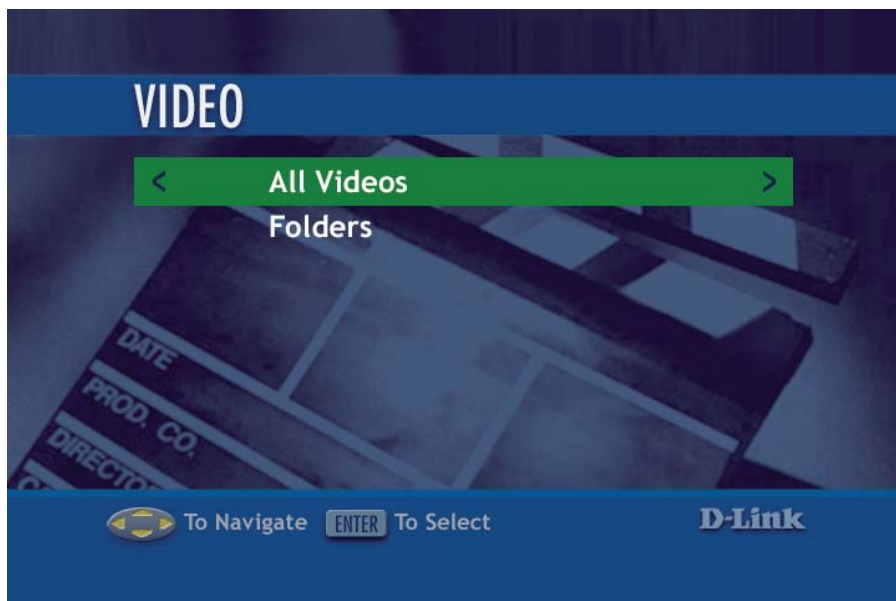 VIDEO
< All Videos >
Folders
DATE
PROD. CO.
DIRECTOR
To Navigate ENTER To Select
D-Link